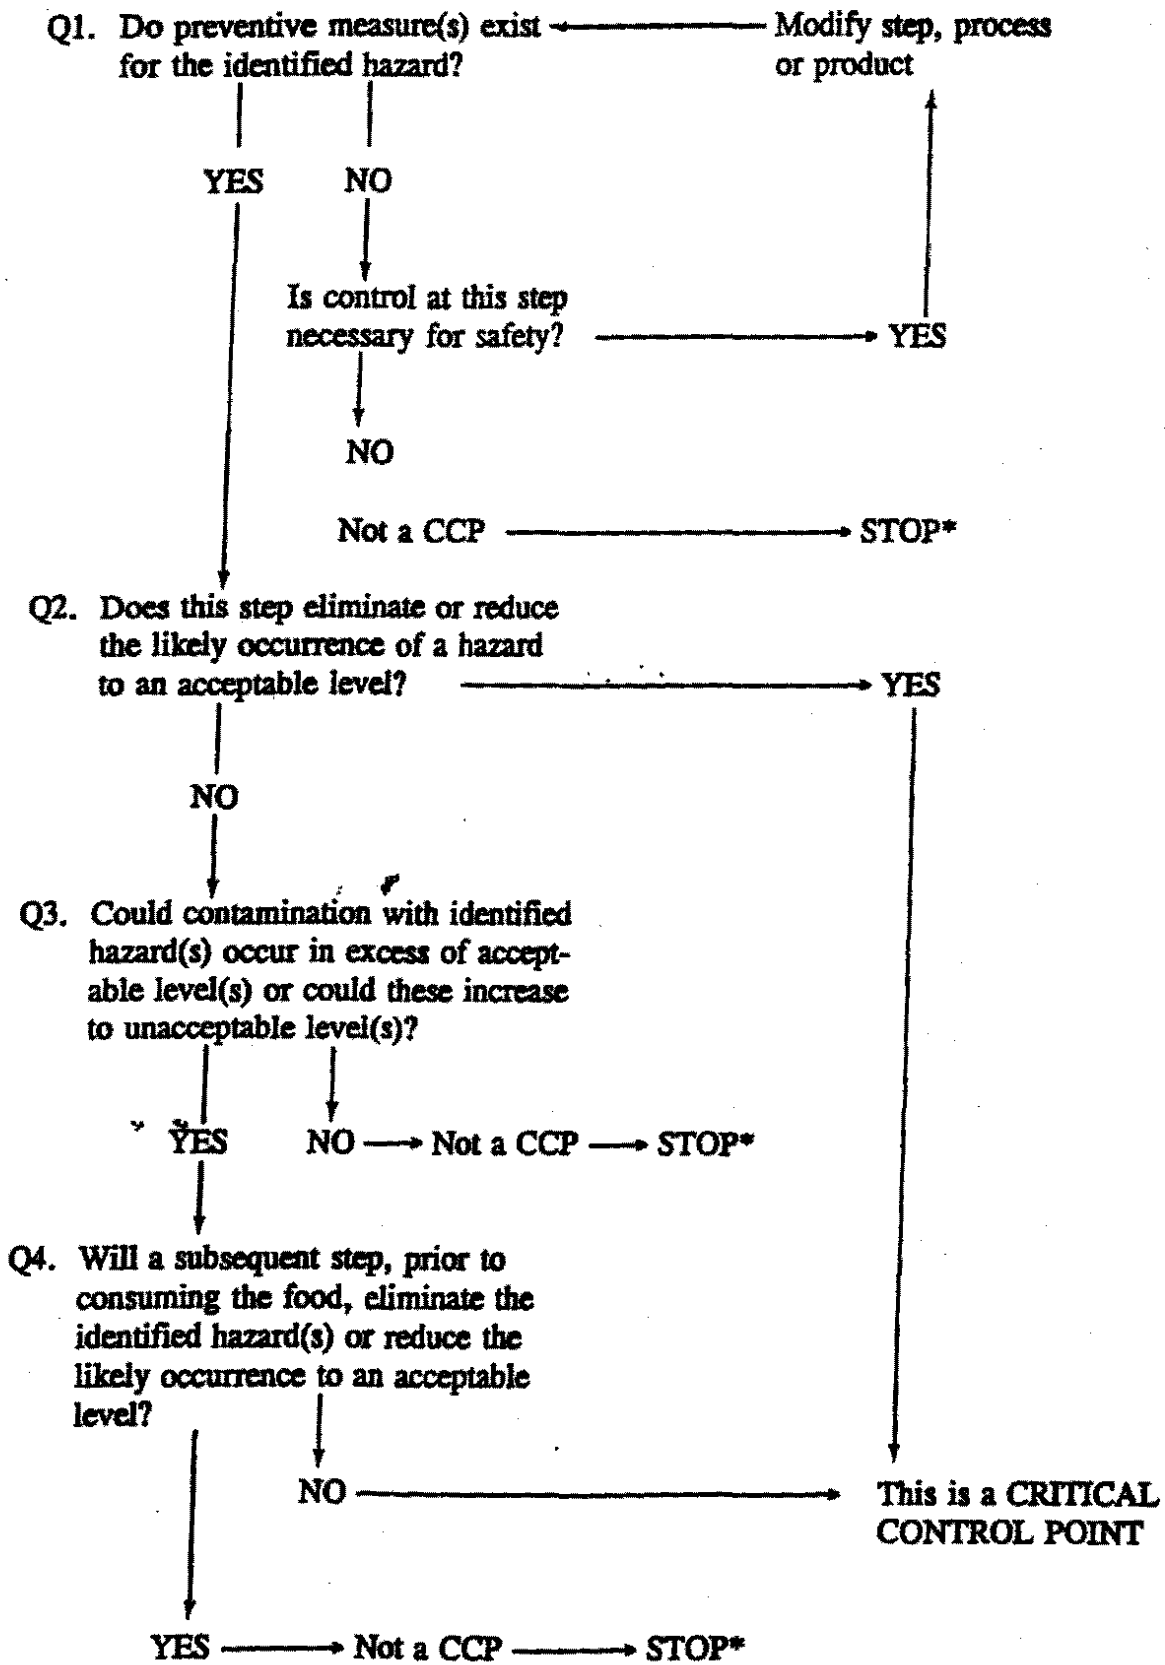 Q1. Do preventive measure(s) exist
for the identified hazard?
Modify step, process
or product
YES
NO
Is control at this step
necessary for safety?
YES
NO
Not a CCP
STOP*
Q2. Does this step eliminate or reduce
the likely occurrence of a hazard
to an acceptable level?
YES
NO
Q3. Could contamination with identified
hazard(s) occur in excess of accept-
able level(s) or could these increase
to unacceptable level(s)?
YES
NO
Not a CCP
STOP*
Q4. Will a subsequent step, prior to
consuming the food, eliminate the
identified hazard(s) or reduce the
likely occurrence to an acceptable
level?
NO
This is a CRITICAL
CONTROL POINT
YES
Not a CCP
STOP*